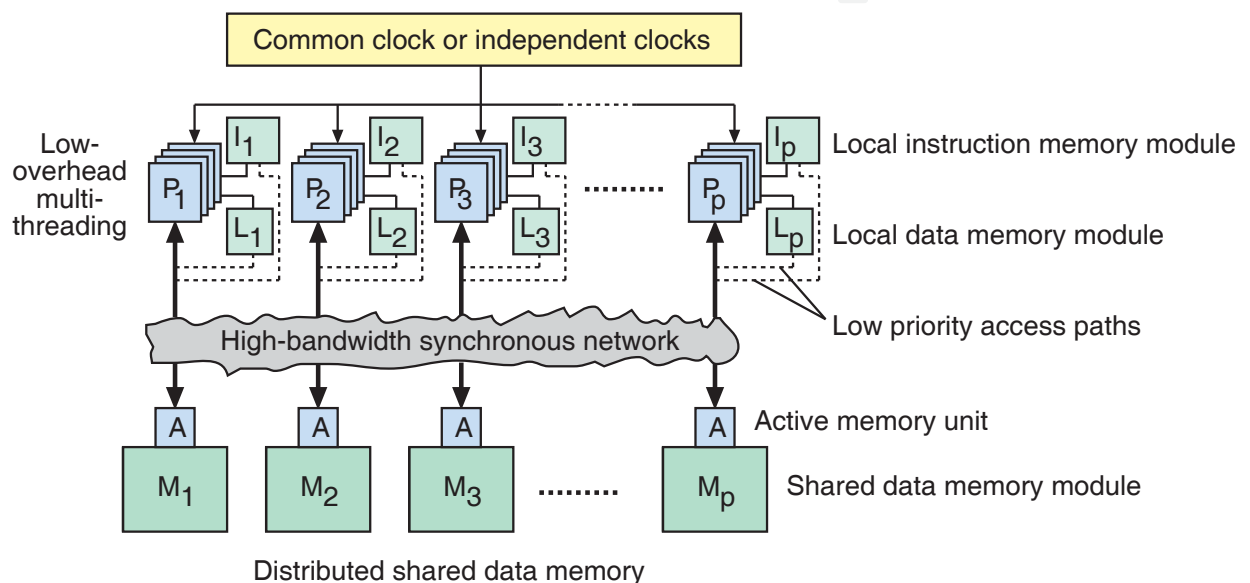 Common clock or independent clocks
Low-
overhead
multi-
threading
I1
I2
I3
Ip
Local instruction memory module
P1
P2
P3
.........
Pp
L1
L2
L3
Lp
Local data memory module
High-bandwidth synchronous network
Low priority access paths
A
A
A
A
Active memory unit
M1
M2
M3
.........
Mp
Shared data memory module
Distributed shared data memory